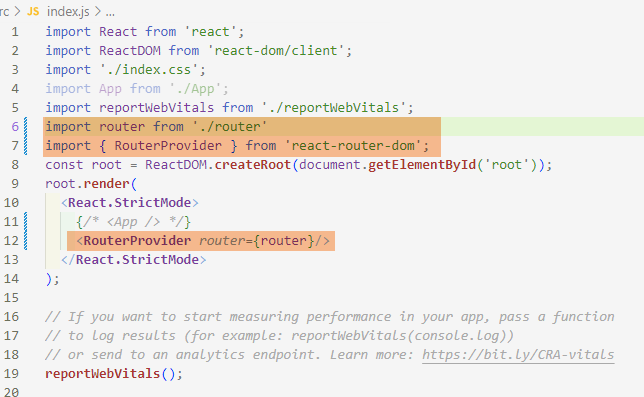 rc > JS index.js > ...
1 import React from 'react';
2 import ReactDOM from 'react-dom/client';
3 import './index.css';
4 import App from './App';
5 import reportWebVitals from './reportWebVitals';
6 import router from './router'
7 import { RouterProvider } from 'react-router-dom';
8 const root = ReactDOM.createRoot(document.getElementById('root'));
9 root.render(
10   <React.StrictMode>
11     {/* <App /> */}
12     <RouterProvider router={router}/>
13   </React.StrictMode>
14 );
15
16 // If you want to start measuring performance in your app, pass a function
17 // to log results (for example: reportWebVitals(console.log))
18 // or send to an analytics endpoint. Learn more: https://bit.ly/CRA-vitals
19 reportWebVitals();
20